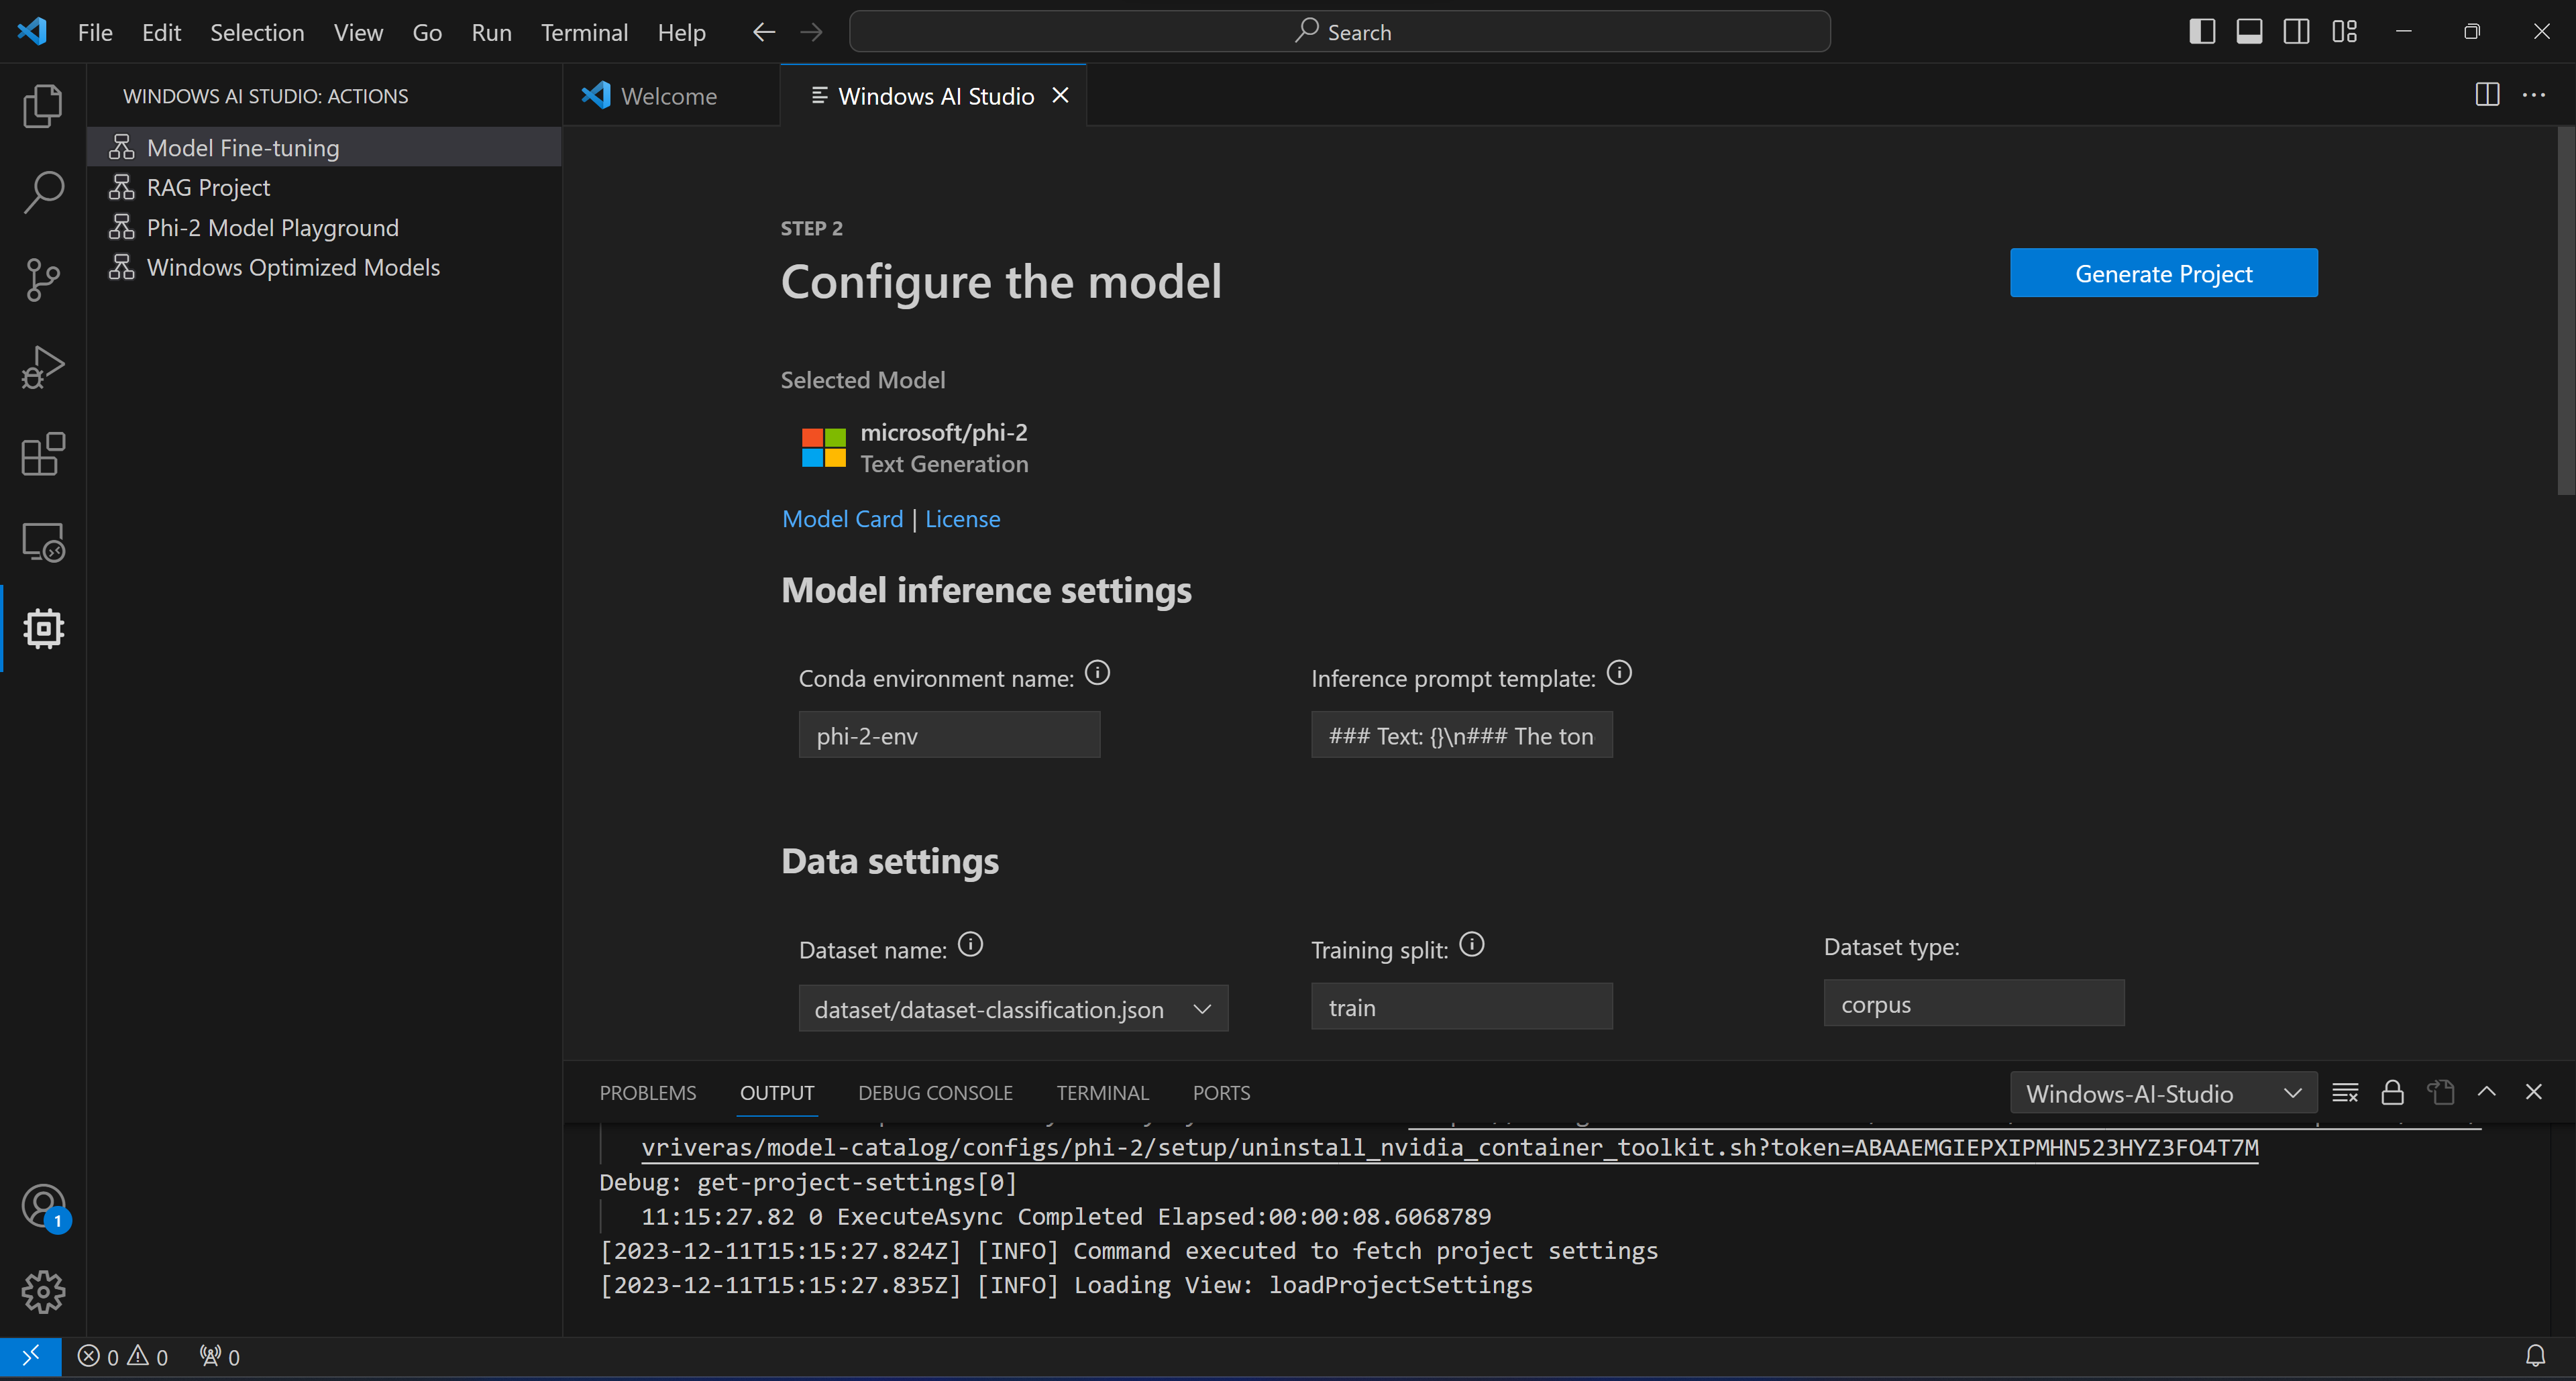 File Edit Selection View Go Run Terminal Help
Search
WINDOWS AI STUDIO: ACTIONS
Model Fine-tuning
RAG Project
Phi-2 Model Playground
Windows Optimized Models
Welcome
Windows AI Studio
STEP 2
Configure the model
Generate Project
Selected Model
microsoft/phi-2
Text Generation
Model Card | License
Model inference settings
Conda environment name:
Inference prompt template:
phi-2-env
### Text: {}\n### The ton
Data settings
Dataset name:
Training split:
Dataset type:
dataset/dataset-classification.json
train
corpus
PROBLEMS OUTPUT DEBUG CONSOLE TERMINAL PORTS
Windows-AI-Studio
vriveras/model-catalog/configs/phi-2/setup/uninstall_nvidia_container_toolkit.sh?token=ABAAEMGIEPXIPMHN523HYZ3FO4T7M
Debug: get-project-settings[0]
11:15:27.82 0 ExecuteAsync Completed Elapsed:00:00:08.6068789
[2023-12-11T15:15:27.824Z] [INFO] Command executed to fetch project settings
[2023-12-11T15:15:27.835Z] [INFO] Loading View: loadProjectSettings
1
0 0 0